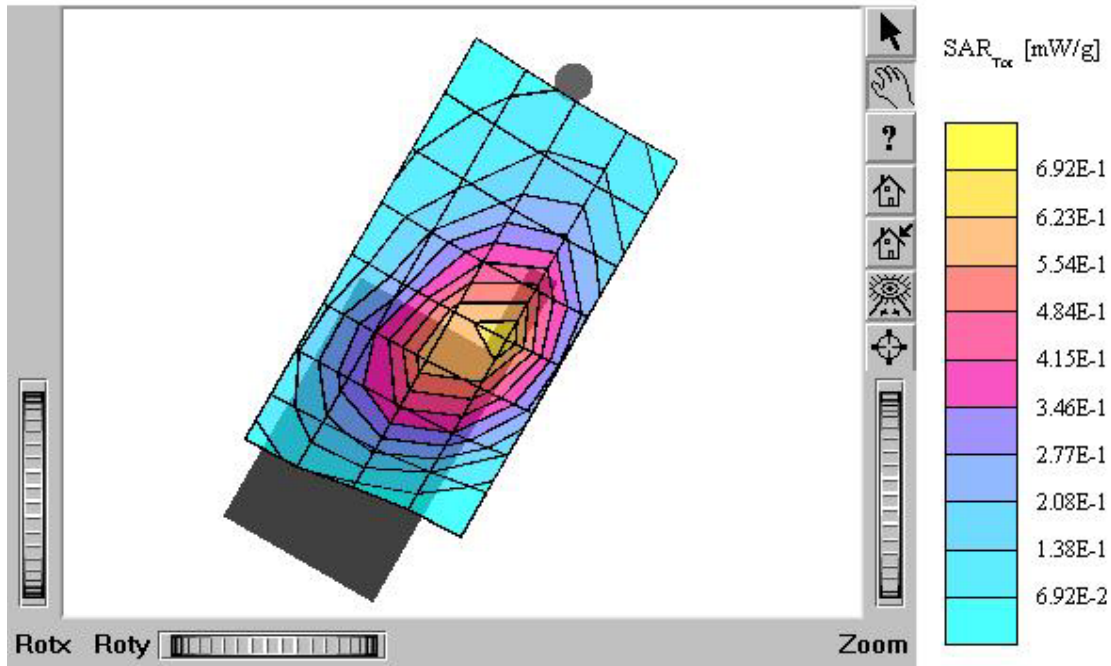 SAR_Tot [mW/g]
?
6.92E-1
6.23E-1
5.54E-1
4.84E-1
4.15E-1
3.46E-1
2.77E-1
2.08E-1
1.38E-1
6.92E-2
Rotx Roty Zoom